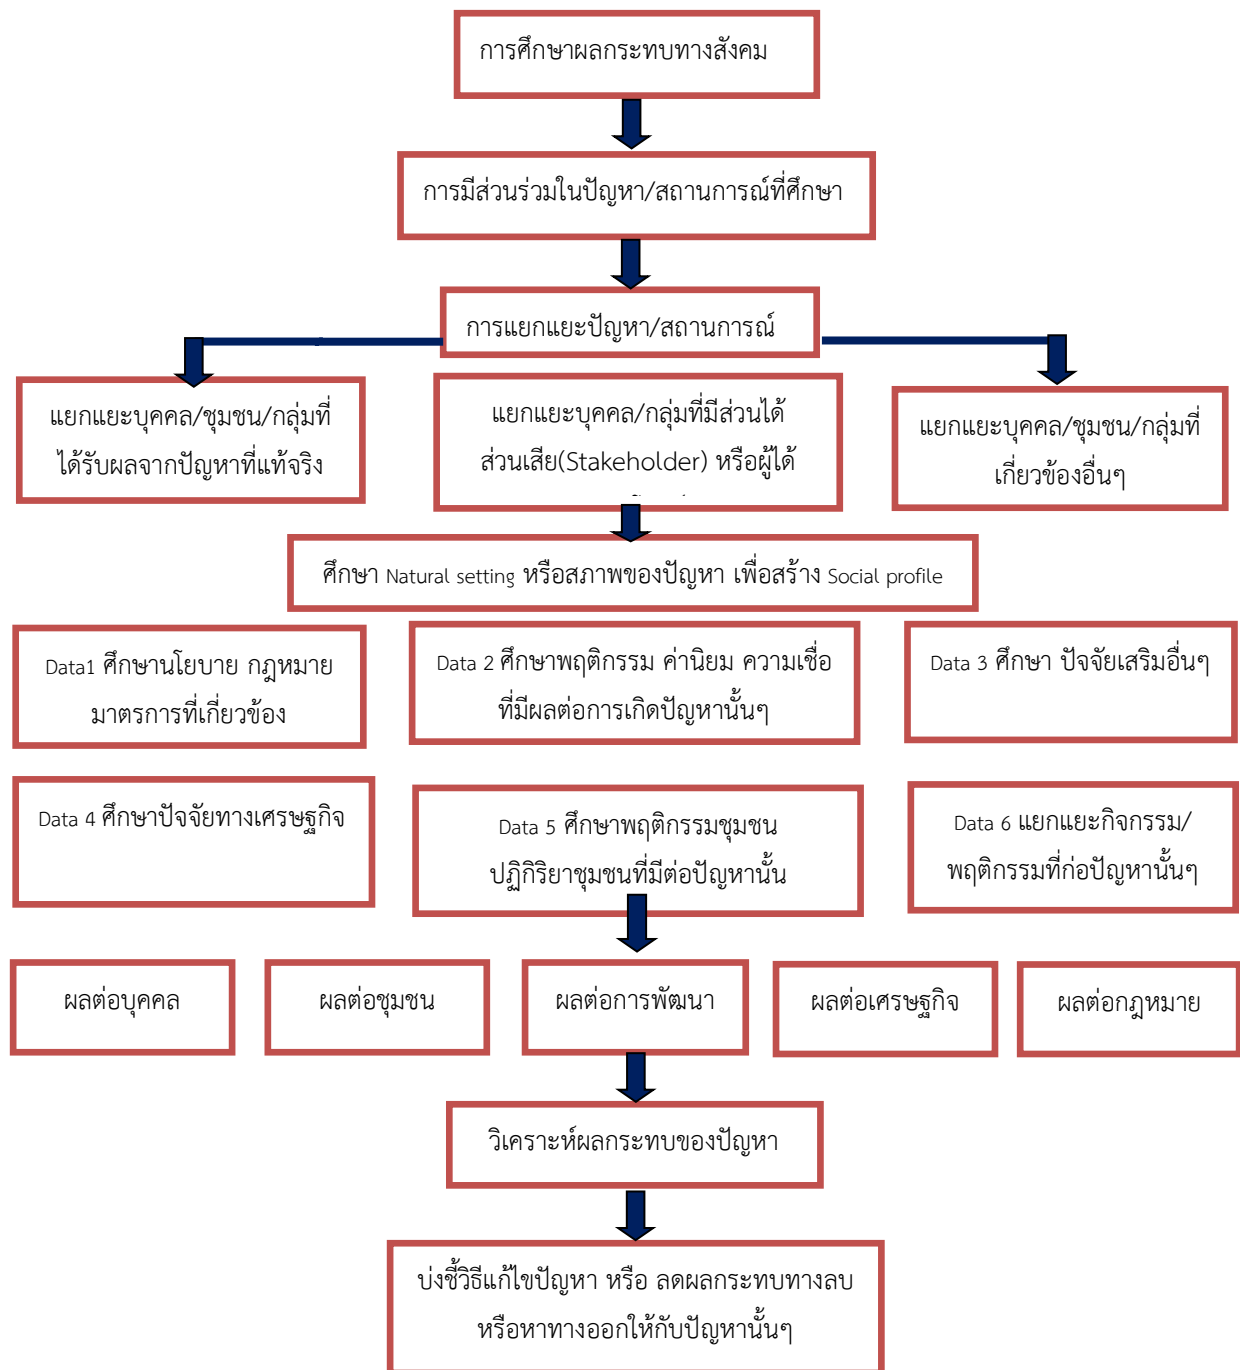 การศึกษาผลกระทบทางสังคม
การมีส่วนร่วมในปัญหา/สถานการณ์ที่ศึกษา
การแยกแยะปัญหา/สถานการณ์
แยกแยะบุคคล/ชุมชน/กลุ่มที่
ได้รับผลจากปัญหาที่แท้จริง
แยกแยะบุคคล/กลุ่มที่มีส่วนได้
ส่วนเสีย(Stakeholder) หรือผู้ได้
แยกแยะบุคคล/ชุมชน/กลุ่มที่
เกี่ยวข้องอื่นๆ
ศึกษา Natural setting หรือสภาพของปัญหา เพื่อสร้าง Social profile
Data1 ศึกษานโยบาย กฎหมาย
มาตรการที่เกี่ยวข้อง
Data 2 ศึกษาพฤติกรรม ค่านิยม ความเชื่อ
ที่มีผลต่อการเกิดปัญหานั้นๆ
Data 3 ศึกษา ปัจจัยเสริมอื่นๆ
Data 4 ศึกษาปัจจัยทางเศรษฐกิจ
Data 5 ศึกษาพฤติกรรมชุมชน
ปฏิกิริยาชุมชนที่มีต่อปัญหานั้น
Data 6 แยกแยะกิจกรรม/
พฤติกรรมที่ก่อปัญหานั้นๆ
ผลต่อบุคคล
ผลต่อชุมชน
ผลต่อการพัฒนา
ผลต่อเศรษฐกิจ
ผลต่อกฎหมาย
วิเคราะห์ผลกระทบของปัญหา
บ่งชี้วิธีแก้ไขปัญหา หรือ ลดผลกระทบทางลบ
หรือหาทางออกให้กับปัญหานั้นๆ